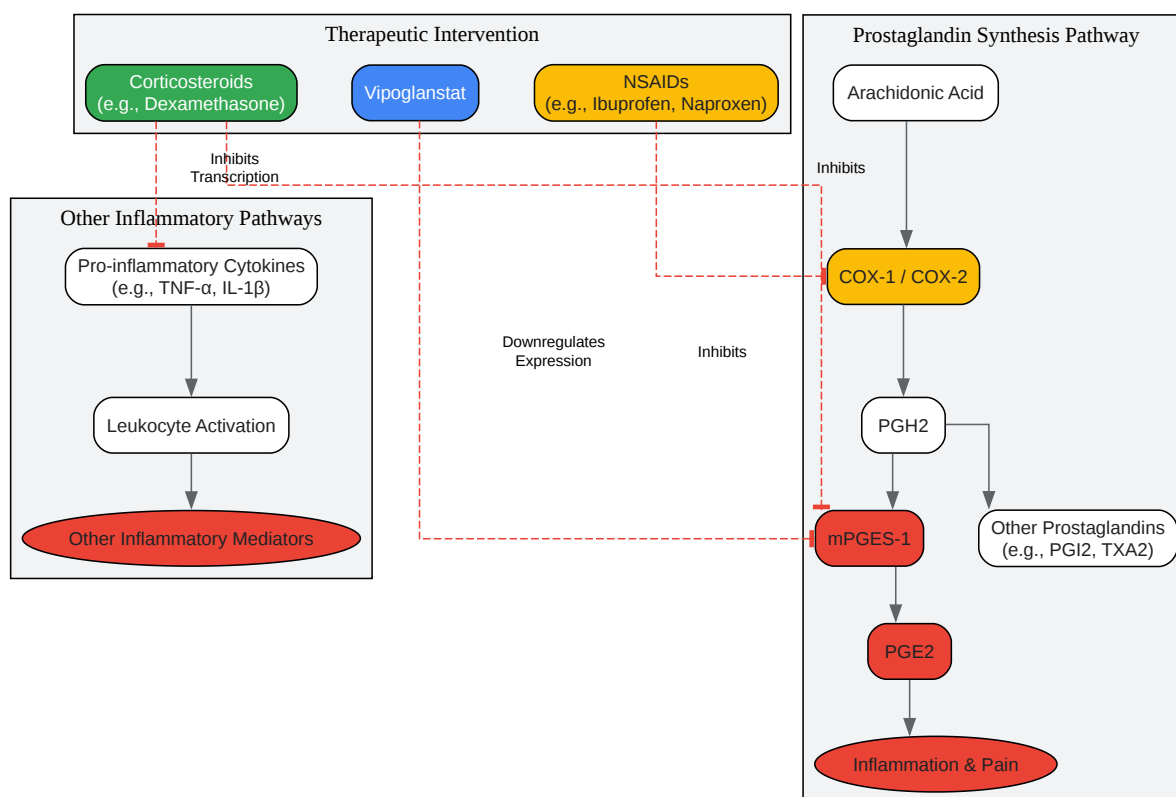 Therapeutic Intervention
Corticosteroids
(e.g., Dexamethasone)
Vipoglanstat
NSAIDs
(e.g., Ibuprofen, Naproxen)
Prostaglandin Synthesis Pathway
Arachidonic Acid
Inhibits
Transcription
Inhibits
Other Inflammatory Pathways
Pro-inflammatory Cytokines
(e.g., TNF-α, IL-1β)
COX-1 / COX-2
Downregulates
Expression
Inhibits
Leukocyte Activation
PGH2
Other Inflammatory Mediators
mPGES-1
Other Prostaglandins
(e.g., PGI2, TXA2)
PGE2
Inflammation & Pain